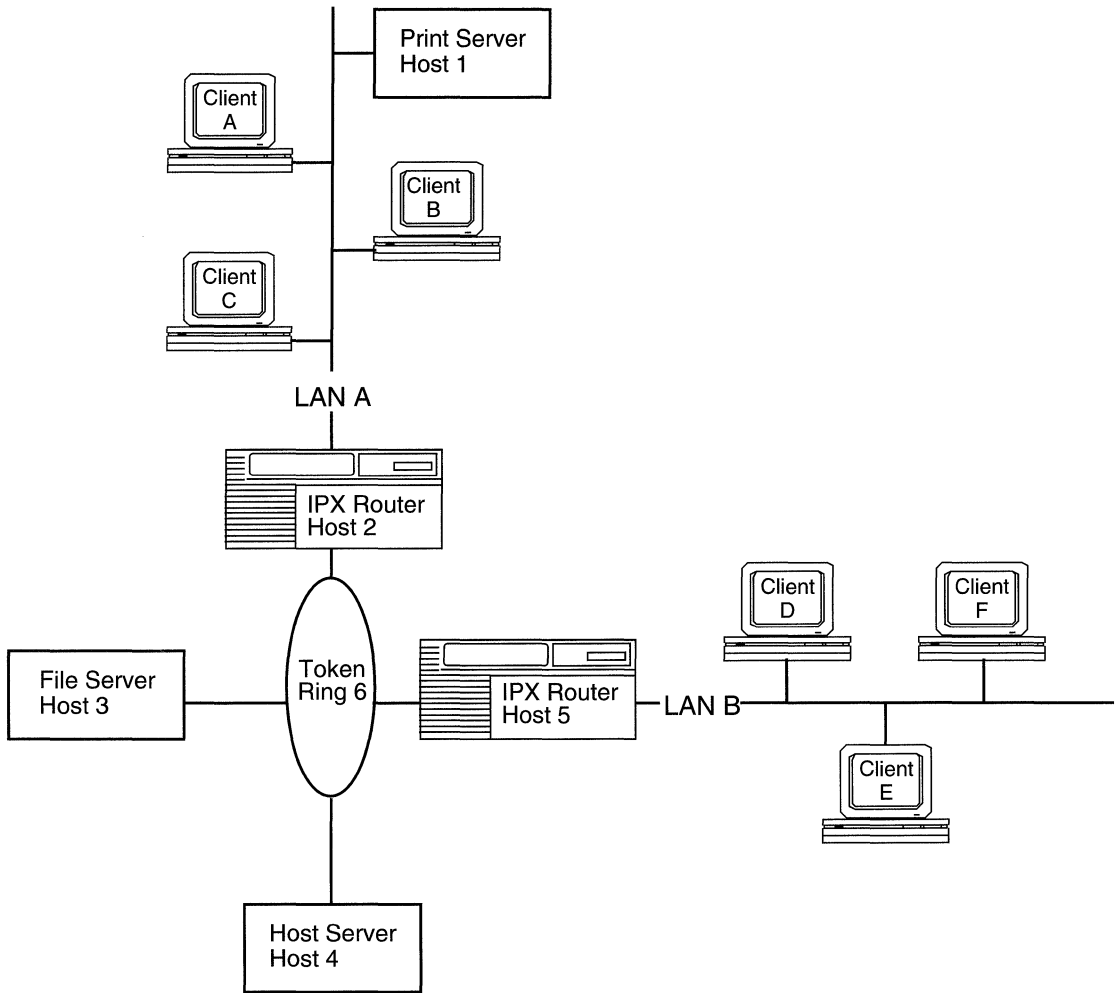 Print Server
Host 1
Client
A
Client
B
Client
C
LAN A
IPX Router
Host 2
Client
D
Client
F
File Server
Host 3
Token
Ring 6
IPX Router
Host 5
LAN B
Client
E
Host Server
Host 4